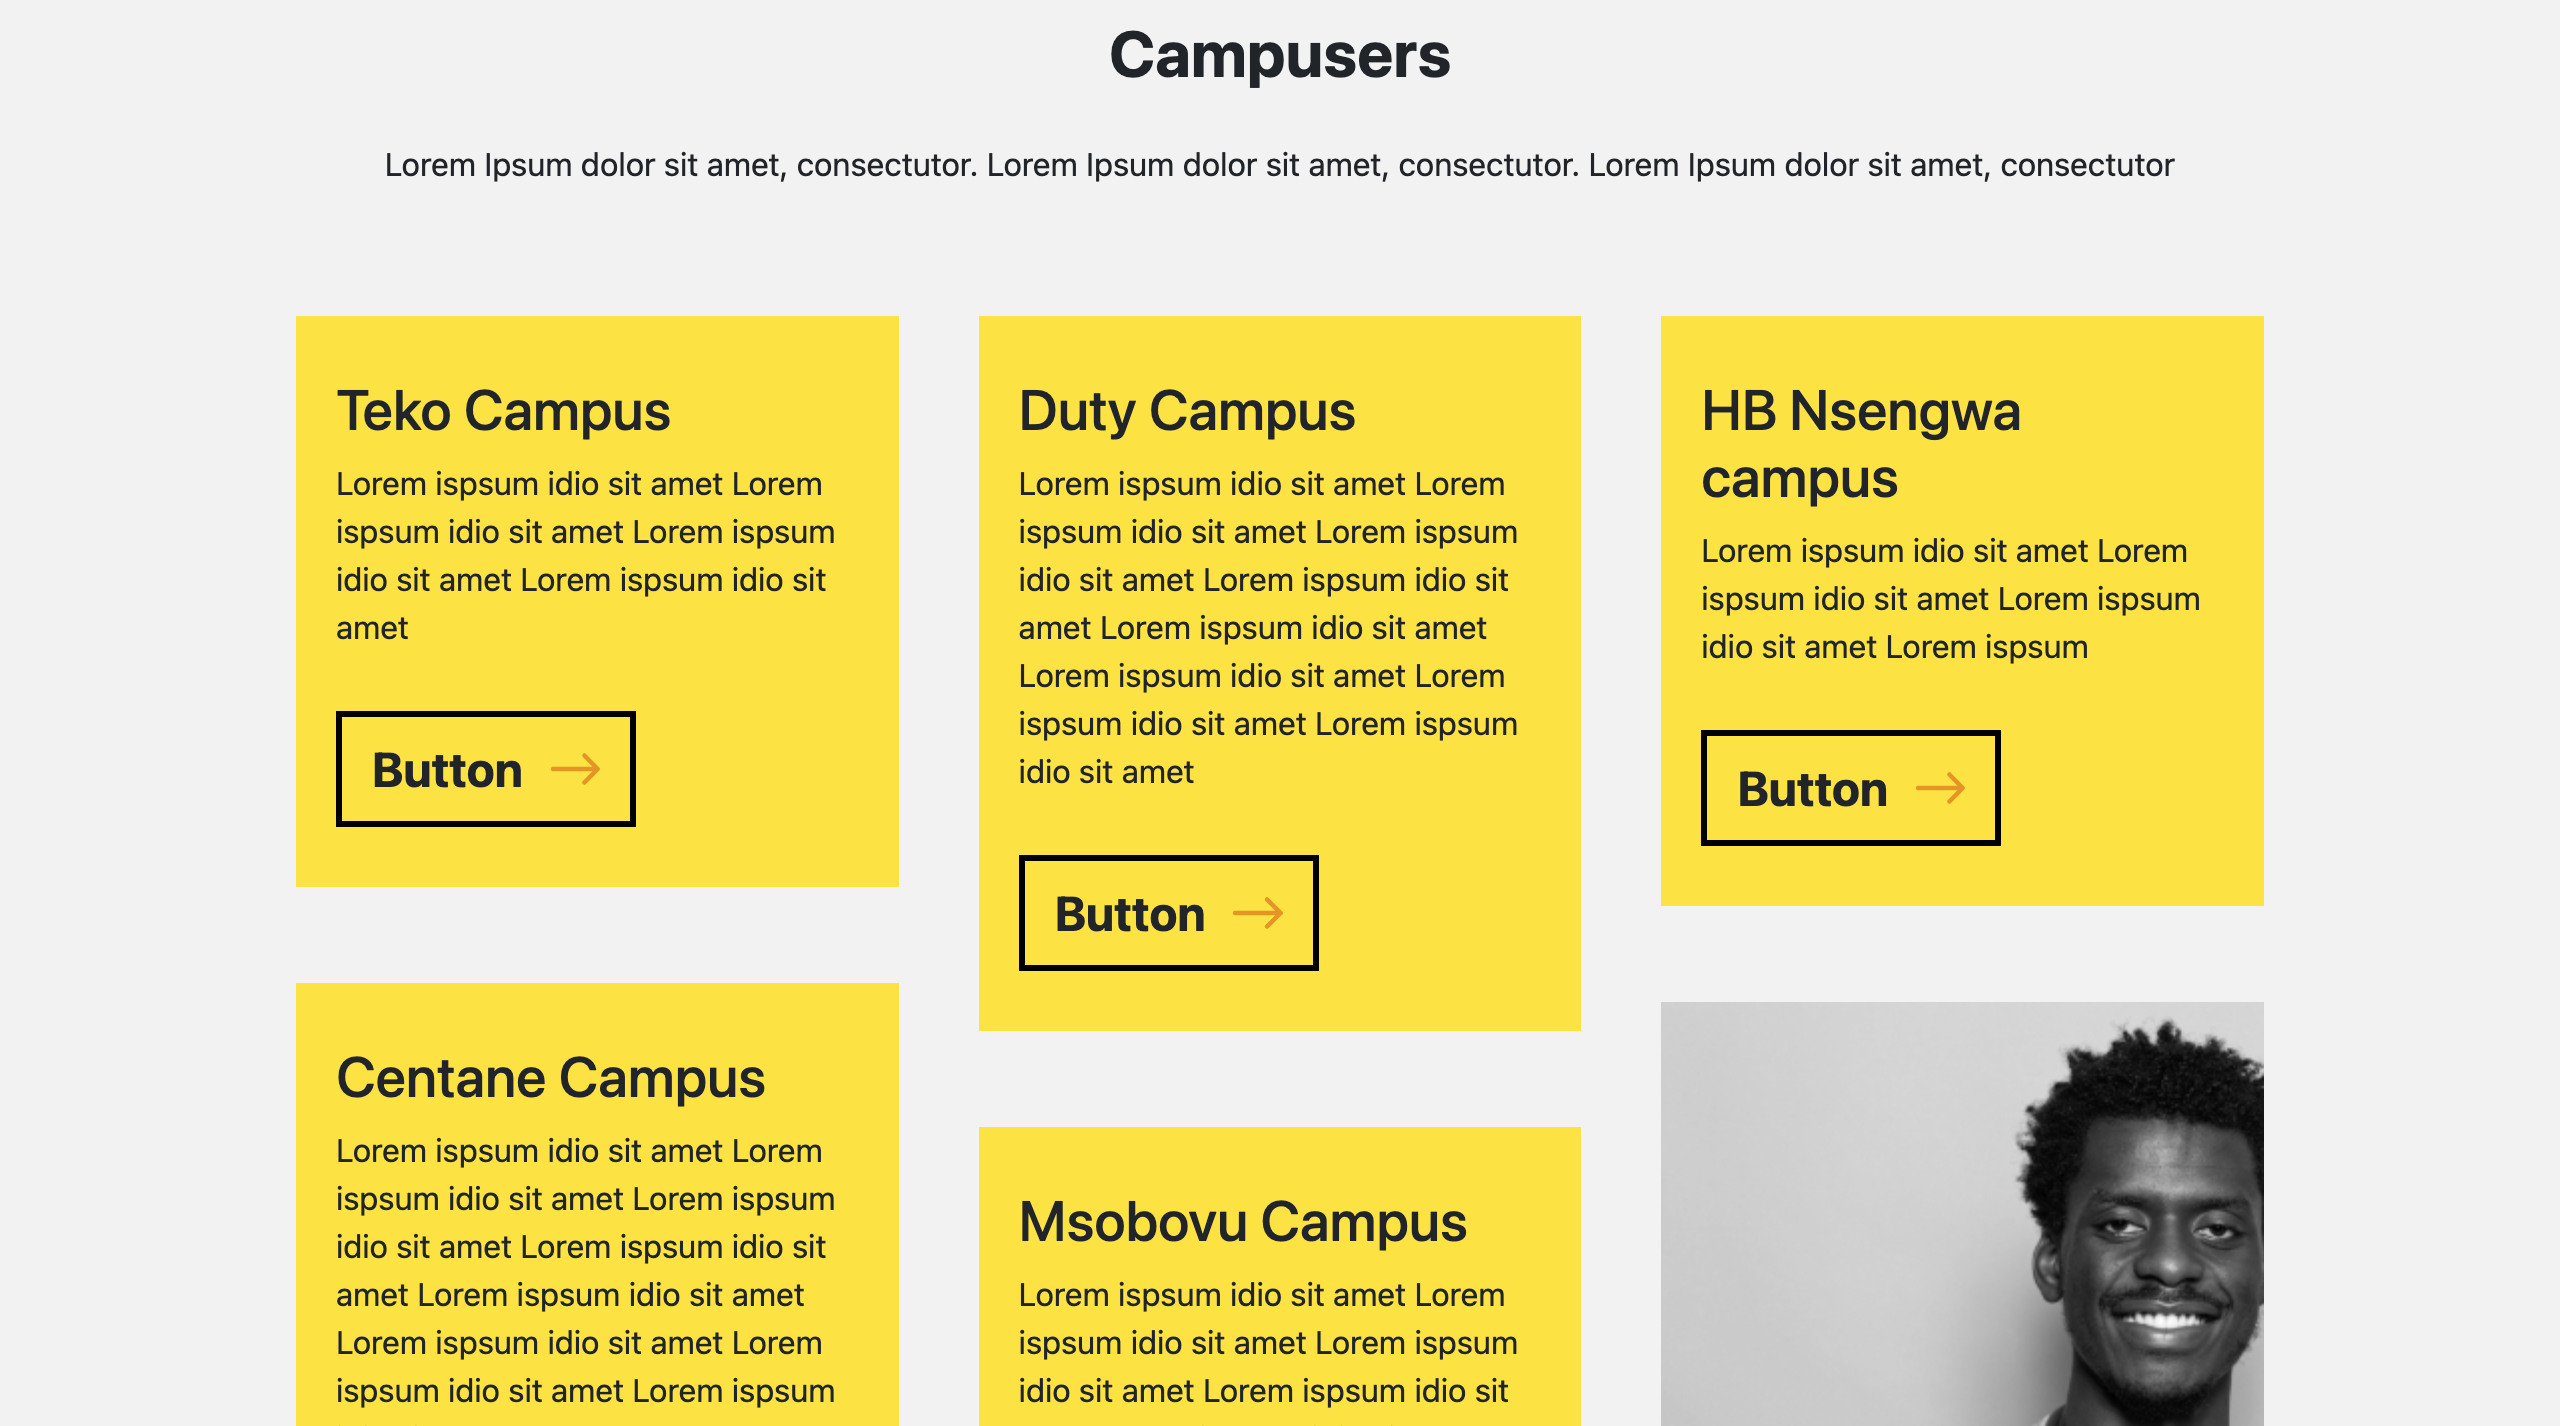 Campusers
Lorem Ipsum dolor sit amet, consectutor. Lorem Ipsum dolor sit amet, consectutor. Lorem Ipsum dolor sit amet, consectutor
Teko Campus
Lorem ispsum idio sit amet Lorem
ispsum idio sit amet Lorem ispsum
idio sit amet Lorem ispsum idio sit
amet
Button
Duty Campus
Lorem ispsum idio sit amet Lorem
ispsum idio sit amet Lorem ispsum
idio sit amet Lorem ispsum idio sit
amet Lorem ispsum idio sit amet
Lorem ispsum idio sit amet Lorem
ispsum idio sit amet Lorem ispsum
idio sit amet
Button
HB Nsengwa
campus
Lorem ispsum idio sit amet Lorem
ispsum idio sit amet Lorem ispsum
idio sit amet Lorem ispsum
Button
Centane Campus
Lorem ispsum idio sit amet Lorem
ispsum idio sit amet Lorem ispsum
idio sit amet Lorem ispsum idio sit
amet Lorem ispsum idio sit amet
Lorem ispsum idio sit amet Lorem
ispsum idio sit amet Lorem ispsum
Msobovu Campus
Lorem ispsum idio sit amet Lorem
ispsum idio sit amet Lorem ispsum
idio sit amet Lorem ispsum idio sit